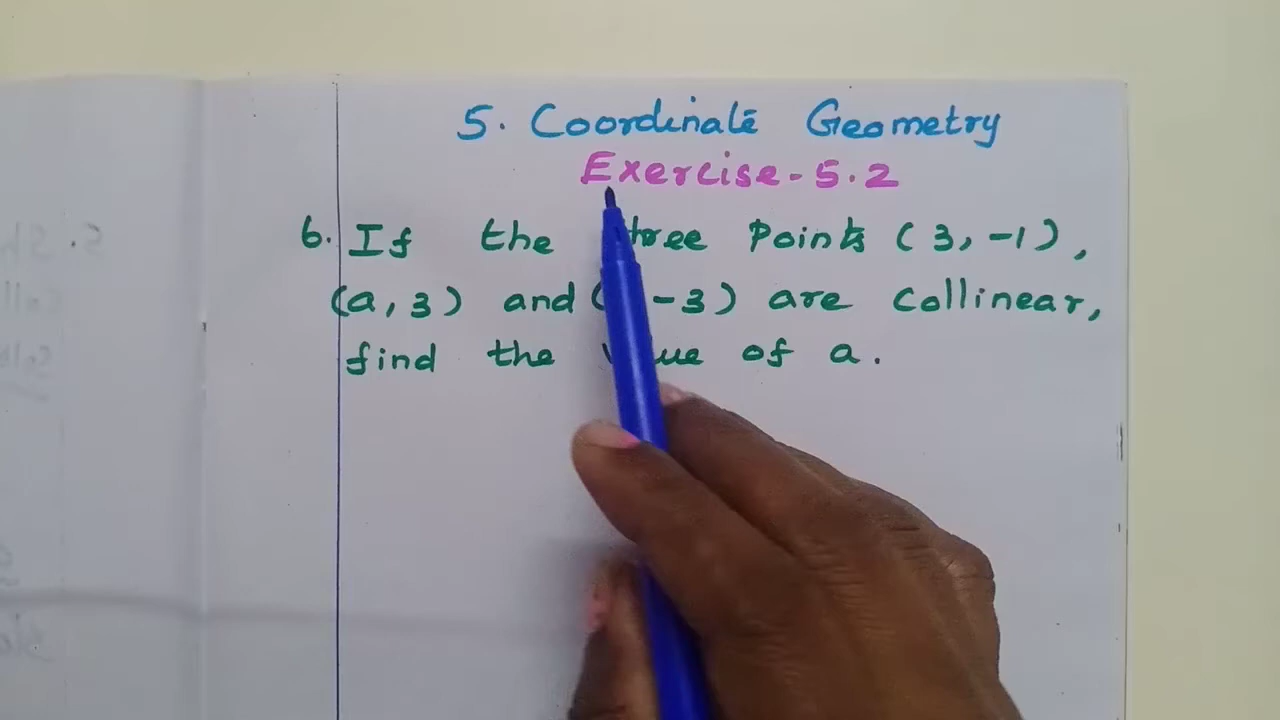 5. Coordinate Geometry
Exercise - 5.2
6. If the three Points (3, -1),
(a, 3) and ( -3) are collinear,
find the of a.